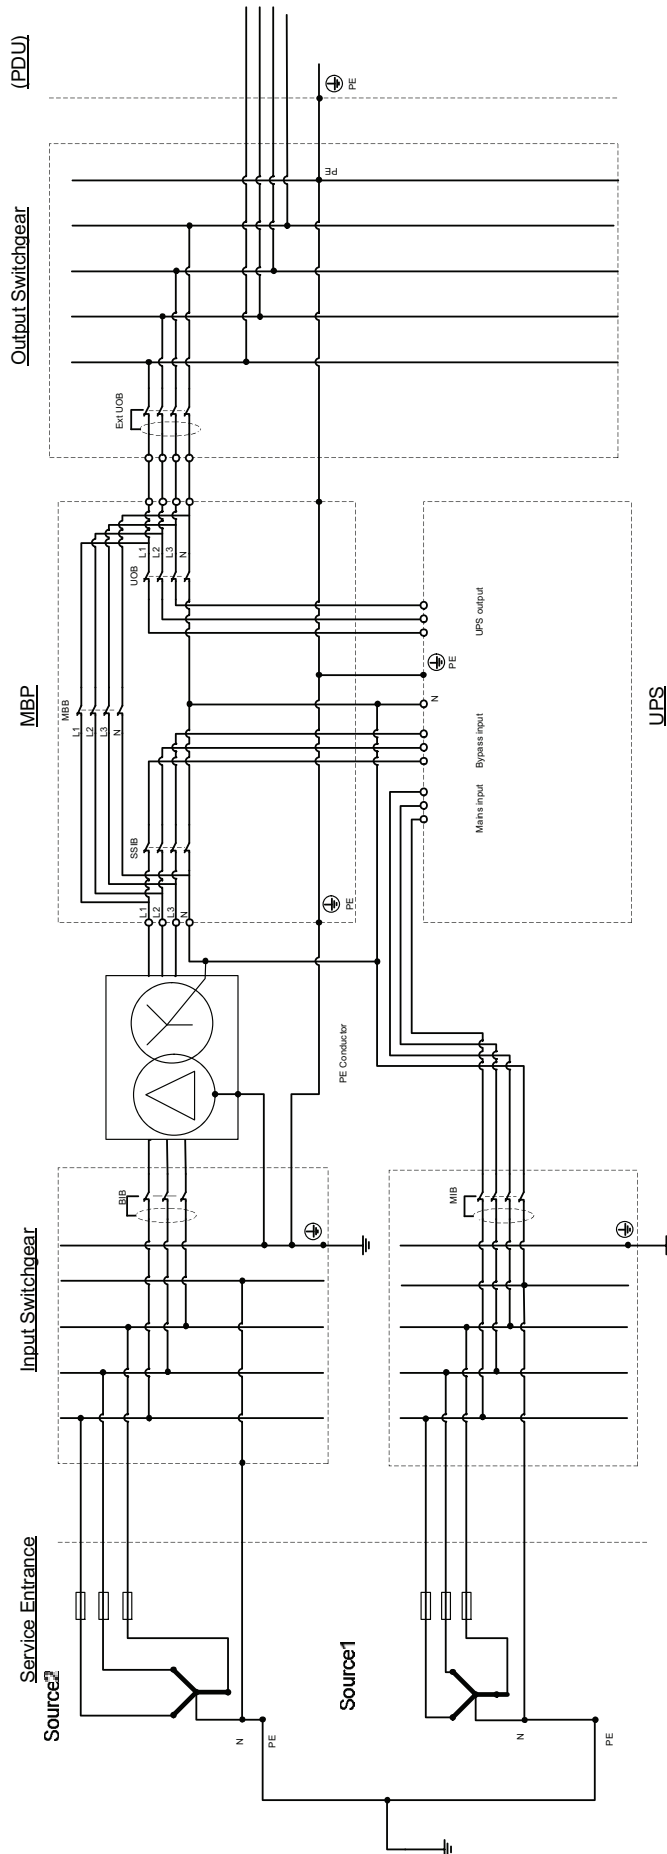 Service Entrance
Input Switchgear
MBP
Output Switchgear
(PDU)
Source2
MBB
L1
L2
L3
N
Ext UOB
BIB
SSIB
UOB
L1
L2
L3
N
L1
L2
L3
N
N
PE
PE Conductor
PE
PE
PE
Source1
MIB
N
PE
PE
N
Mains input
Bypass input
UPS output
UPS